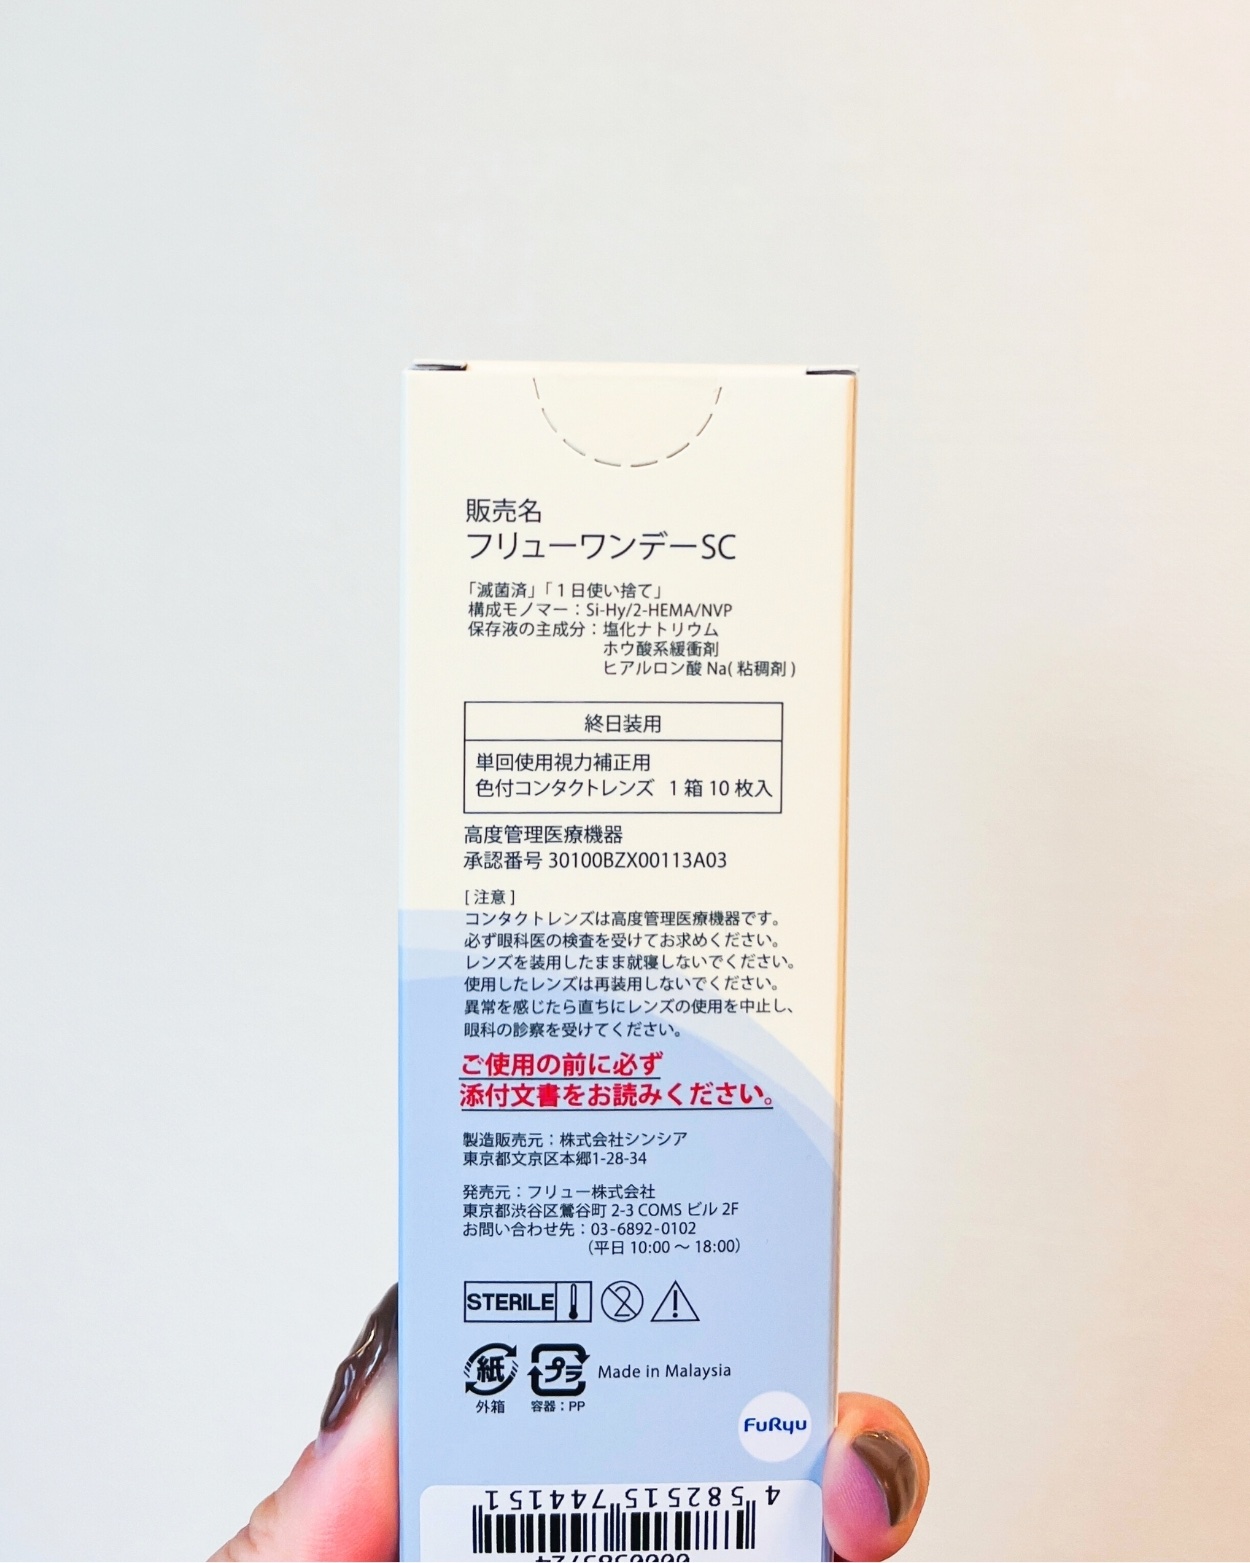 販売名
フリューワンデーSC
「滅菌済」「1日使い捨て」
構成モノマー：Si-Hy/2-HEMA/NVP
保存液の主成分：塩化ナトリウム
ホウ酸系緩衝剤
ヒアルロン酸 Na( 粘稠剤 )
終日装用
単回使用視力補正用
色付コンタクトレンズ 1 箱 10 枚入
高度管理医療機器
承認番号 30100BZX00113A03
[ 注意 ]
コンタクトレンズは高度管理医療機器です。
必ず眼科医の検査を受けてお求めください。
レンズを装用したまま就寝しないでください。
使用したレンズは再装用しないでください。
異常を感じたら直ちにレンズの使用を中止し、
眼科の診察を受けてください。
ご使用の前に必ず
添付文書をお読みください。
製造販売元：株式会社シンシア
東京都文京区本郷1-28-34
発売元：フリュー株式会社
東京都渋谷区鶯谷町 2-3 COMS ビル 2F
お問い合わせ先：03-6892-0102
（平日 10:00 〜 18:00）
STERILE
2
紙
外箱
プラ
容器：PP
Made in Malaysia
FuRyu
4 582515 744151